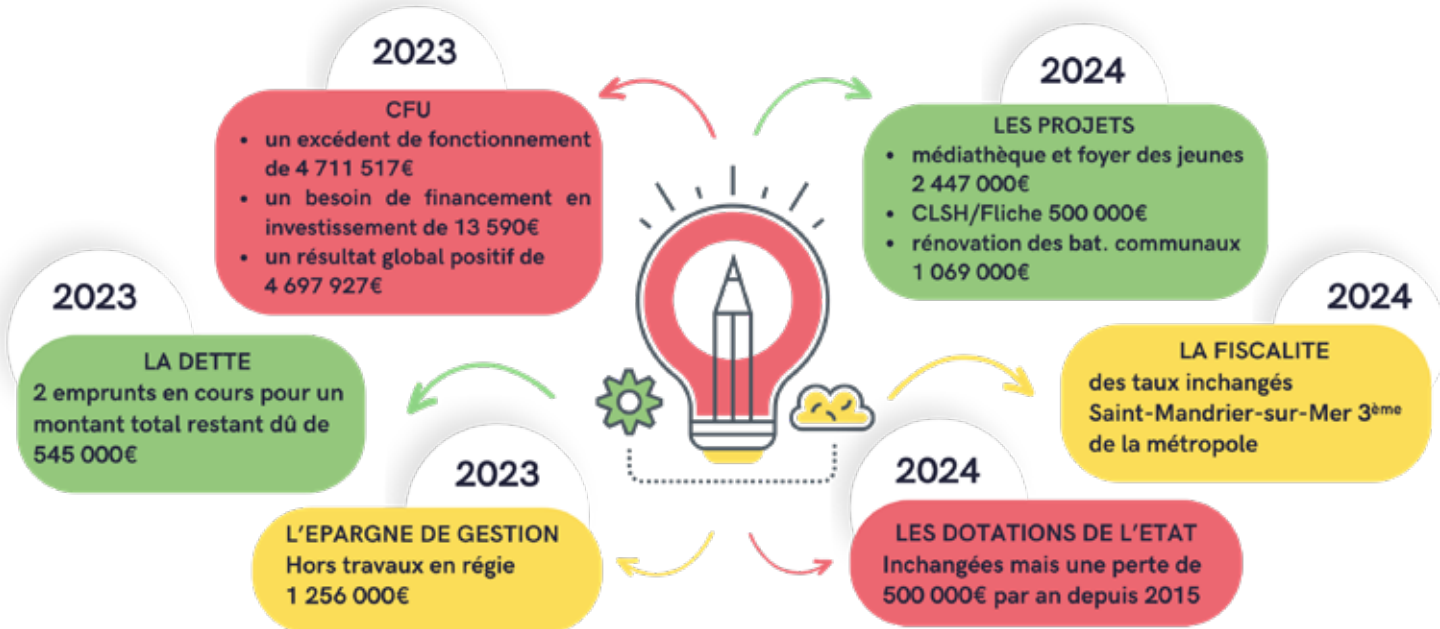 2023
CFU
• un excédent de fonctionnement
de 4 711 517€
• un besoin de financement en
investissement de 13 590€
• un résultat global positif de
4 697 927€
2023
LA DETTE
2 emprunts en cours pour un
montant total restant dû de
545 000€
2023
L'EPARGNE DE GESTION
Hors travaux en régie
1 256 000€
2024
LES PROJETS
• médiathèque et foyer des jeunes
2 447 000€
• CLSH/Fliche 500 000€
• rénovation des bat. communaux
1 069 000€
2024
LA FISCALITE
des taux inchangés
Saint-Mandrier-sur-Mer 3ème
de la métropole
2024
LES DOTATIONS DE L'ETAT
Inchangées mais une perte de
500 000€ par an depuis 2015